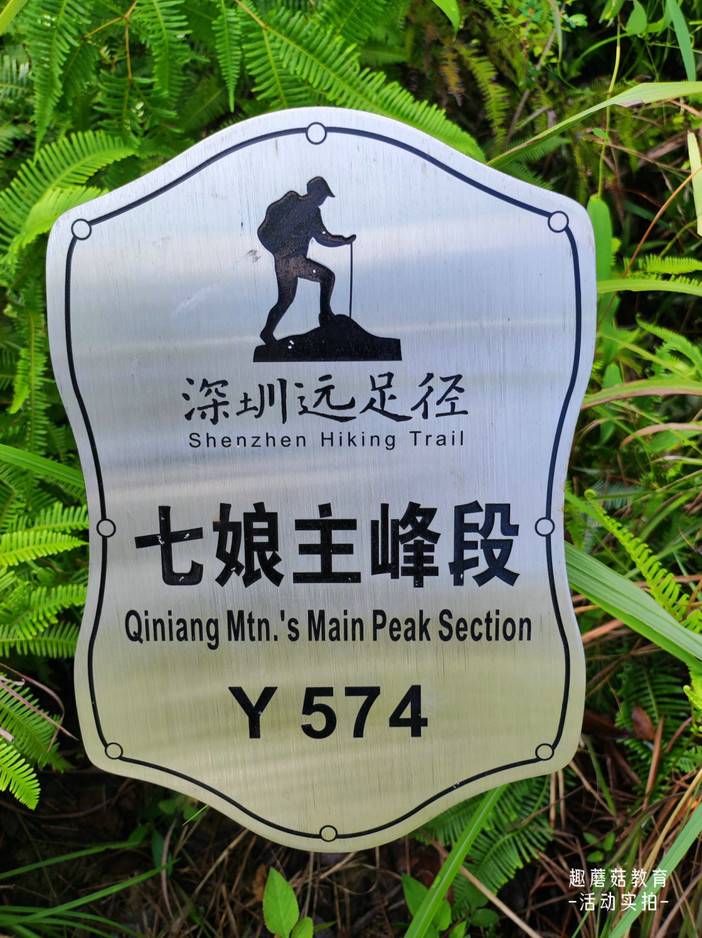 深圳远足径
Shenzhen Hiking Trail
七娘主峰段
Qiniang Mtn.'s Main Peak Section
Y 574
趣蘑菇教育
-活动实拍-